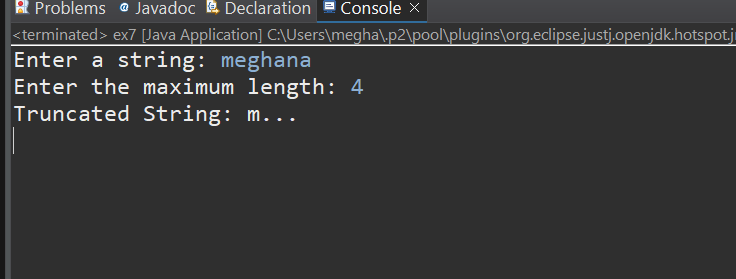 Problems @ Javadoc Declaration Console ×
<terminated> ex7 [Java Application] C:\Users\megha\.p2\pool\plugins\org.eclipse.justj.openjdk.hotspot.j
Enter a string: meghana
Enter the maximum length: 4
Truncated String: m...